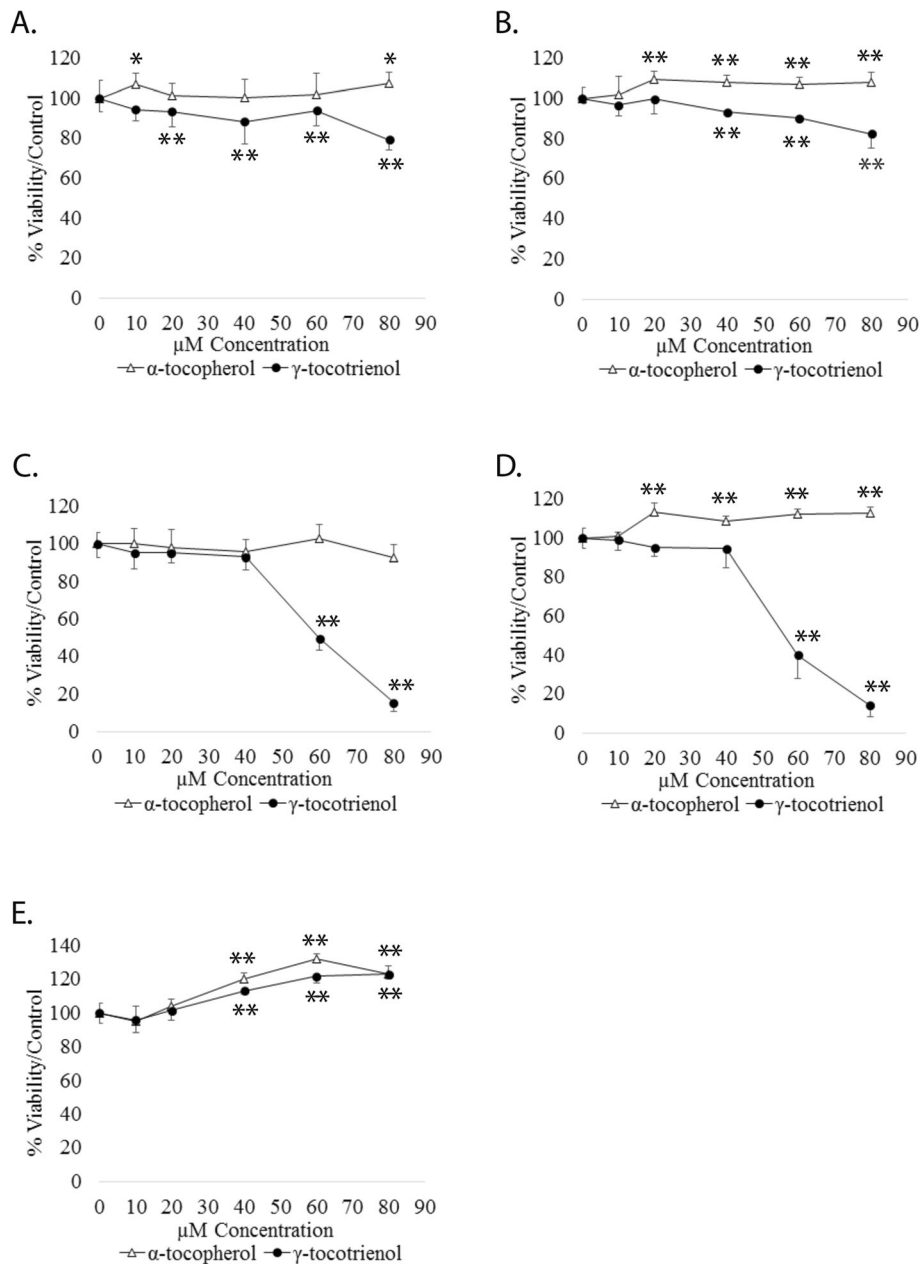 A.
120
100
80
60
40
20
0
% Viability/Control
* *
** ** ** **
0 10 20 30 40 50 60 70 80 90
µM Concentration
α-tocopherol γ-tocotrienol
B.
120
100
80
60
40
20
0
% Viability/Control
** ** ** **
** ** **
0 10 20 30 40 50 60 70 80 90
µM Concentration
α-tocopherol γ-tocotrienol
C.
120
100
80
60
40
20
0
% Viability/Control
**
**
0 10 20 30 40 50 60 70 80 90
µM Concentration
α-tocopherol γ-tocotrienol
D.
120
100
80
60
40
20
0
% Viability/Control
** ** ** **
**
**
0 10 20 30 40 50 60 70 80 90
µM Concentration
α-tocopherol γ-tocotrienol
E.
140
120
100
80
60
40
20
0
% Viability/Control
** ** **
** ** **
0 10 20 30 40 50 60 70 80 90
µM Concentration
α-tocopherol γ-tocotrienol